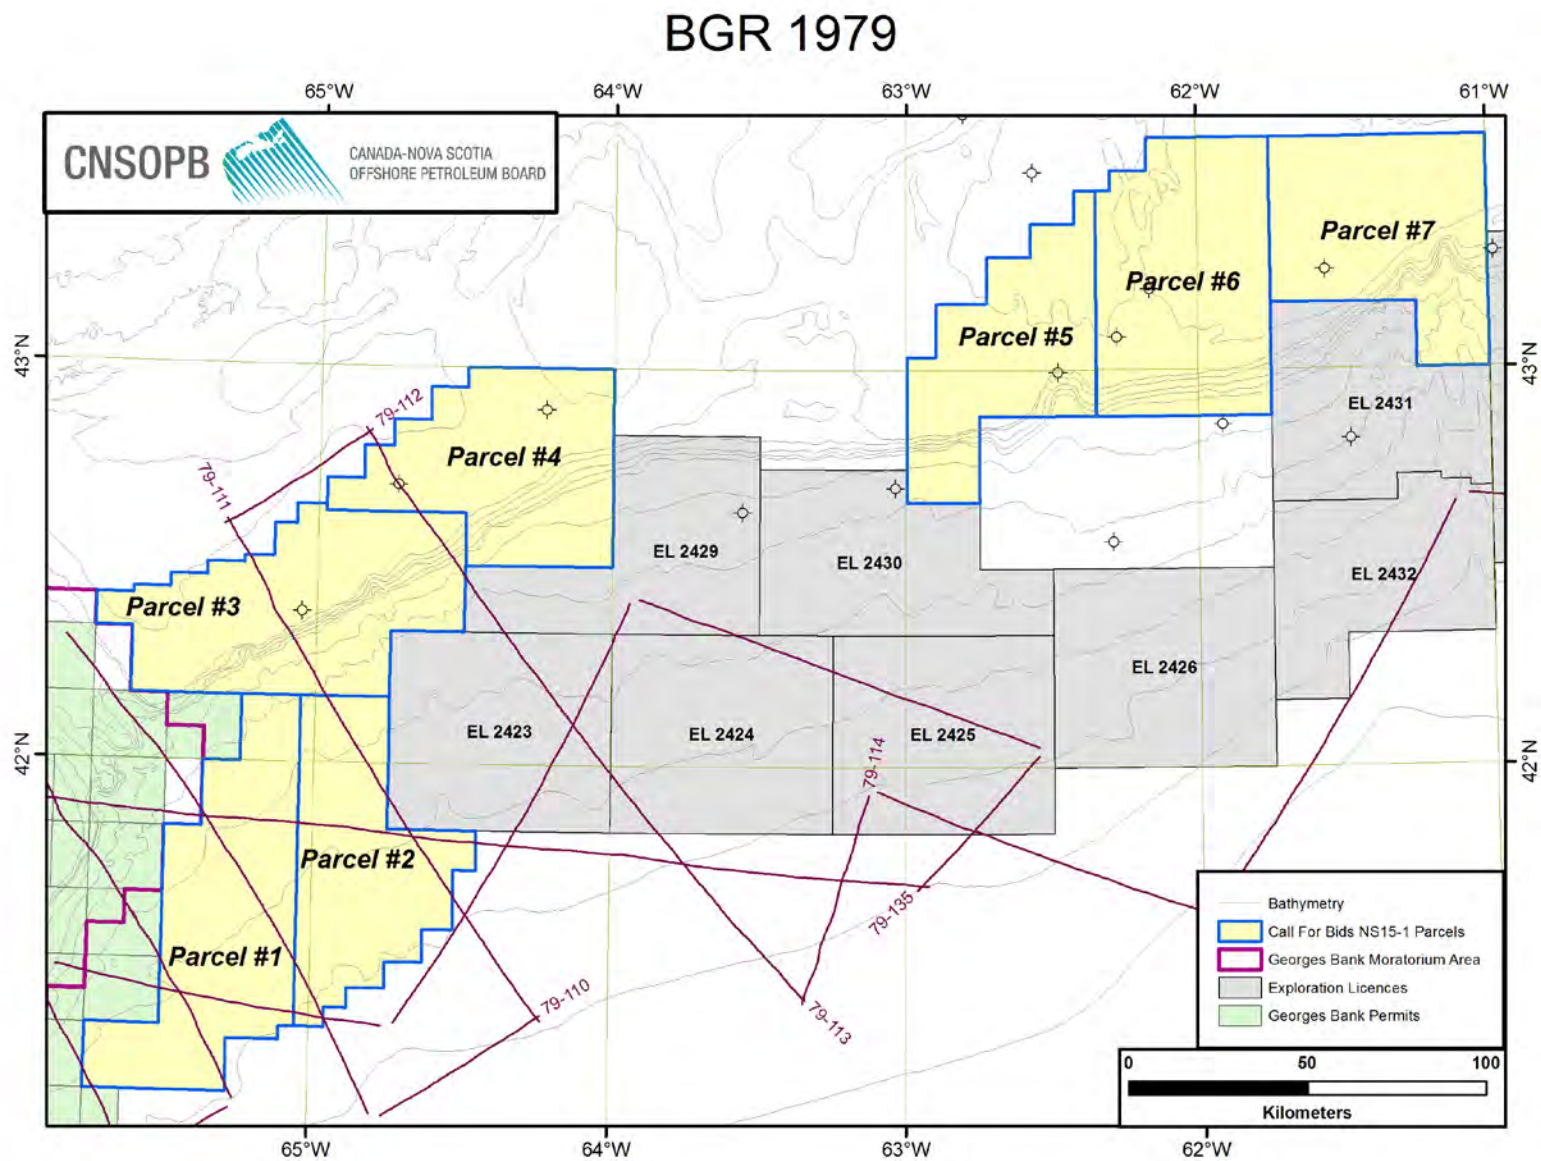 BGR 1979
65°W
64°W
63°W
62°W
61°W
CNSOPB
CANADA-NOVA SCOTIA
OFFSHORE PETROLEUM BOARD
Parcel #7
Parcel #6
Parcel #5
43°N
43°N
EL 2431
79-112
Parcel #4
79-111
EL 2429
EL 2430
EL 2432
Parcel #3
EL 2426
EL 2423
EL 2424
EL 2425
42°N
42°N
79-114
Parcel #2
79-135
Parcel #1
79-110
79-113
Bathymetry
Call For Bids NS15-1 Parcels
Georges Bank Moratorium Area
Exploration Licences
Georges Bank Permits
0 50 100
Kilometers
65°W
64°W
63°W
62°W